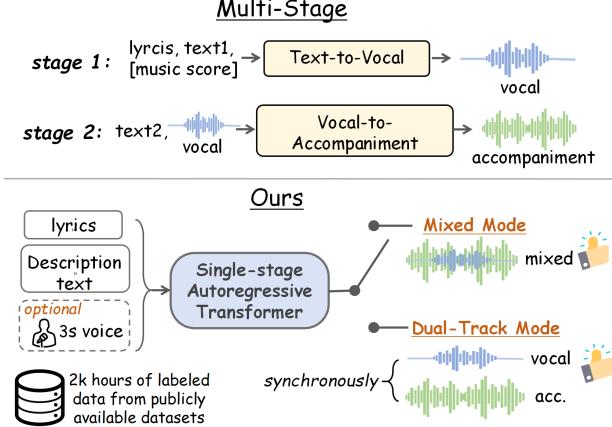 Multi-Stage
stage 1:
lyrcis, text1,
[music score]
Text-to-Vocal
vocal
stage 2:
text2,
vocal
Vocal-to-
Accompaniment
accompaniment
Ours
lyrics
Description
text
optional
3s voice
2k hours of labeled
data from publicly
available datasets
Single-stage
Autoregressive
Transformer
Mixed Mode
mixed
Dual-Track Mode
synchronously
vocal
acc.